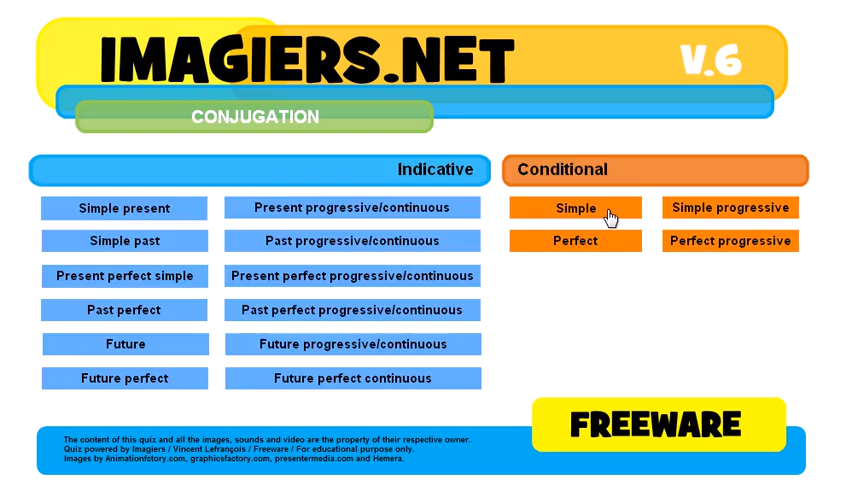 IMAGIERS.NET
V.6
CONJUGATION
Indicative
Conditional
Simple present
Present progressive/continuous
Simple
Simple progressive
Simple past
Past progressive/continuous
Perfect
Perfect progressive
Present perfect simple
Present perfect progressive/continuous
Past perfect
Past perfect progressive/continuous
Future
Future progressive/continuous
Future perfect
Future perfect continuous
FREEWARE
The content of this quiz and all the images, sounds and video are the property of their respective owner.
Quiz powered by Imagiers / Vincent Lefrançois / Freeware / For educational purpose only.
Images by Animationfctory.com, graphicsfactory.com, presentermedia.com and Hemera.